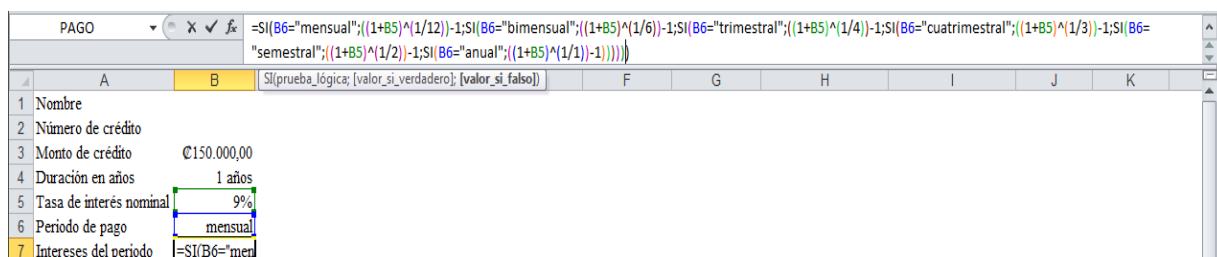 PAGO fx =SI(B6="mensual";((1+B5)^(1/12)-1;SI(B6="bimensual";((1+B5)^(1/6))-1;SI(B6="trimestral";((1+B5)^(1/4))-1;SI(B6="cuatrimestral";((1+B5)^(1/3))-1;SI(B6=
"semestral";((1+B5)^(1/2))-1;SI(B6="anual";((1+B5)^(1/1))-1))))))
SI(prueba_lógica; [valor_si_verdadero]; [valor_si_falso])
A B F G H I J K
1 Nombre
2 Número de crédito
3 Monto de crédito ₡150.000,00
4 Duración en años 1 años
5 Tasa de interés nominal 9%
6 Periodo de pago mensual
7 Intereses del periodo =SI(B6="men